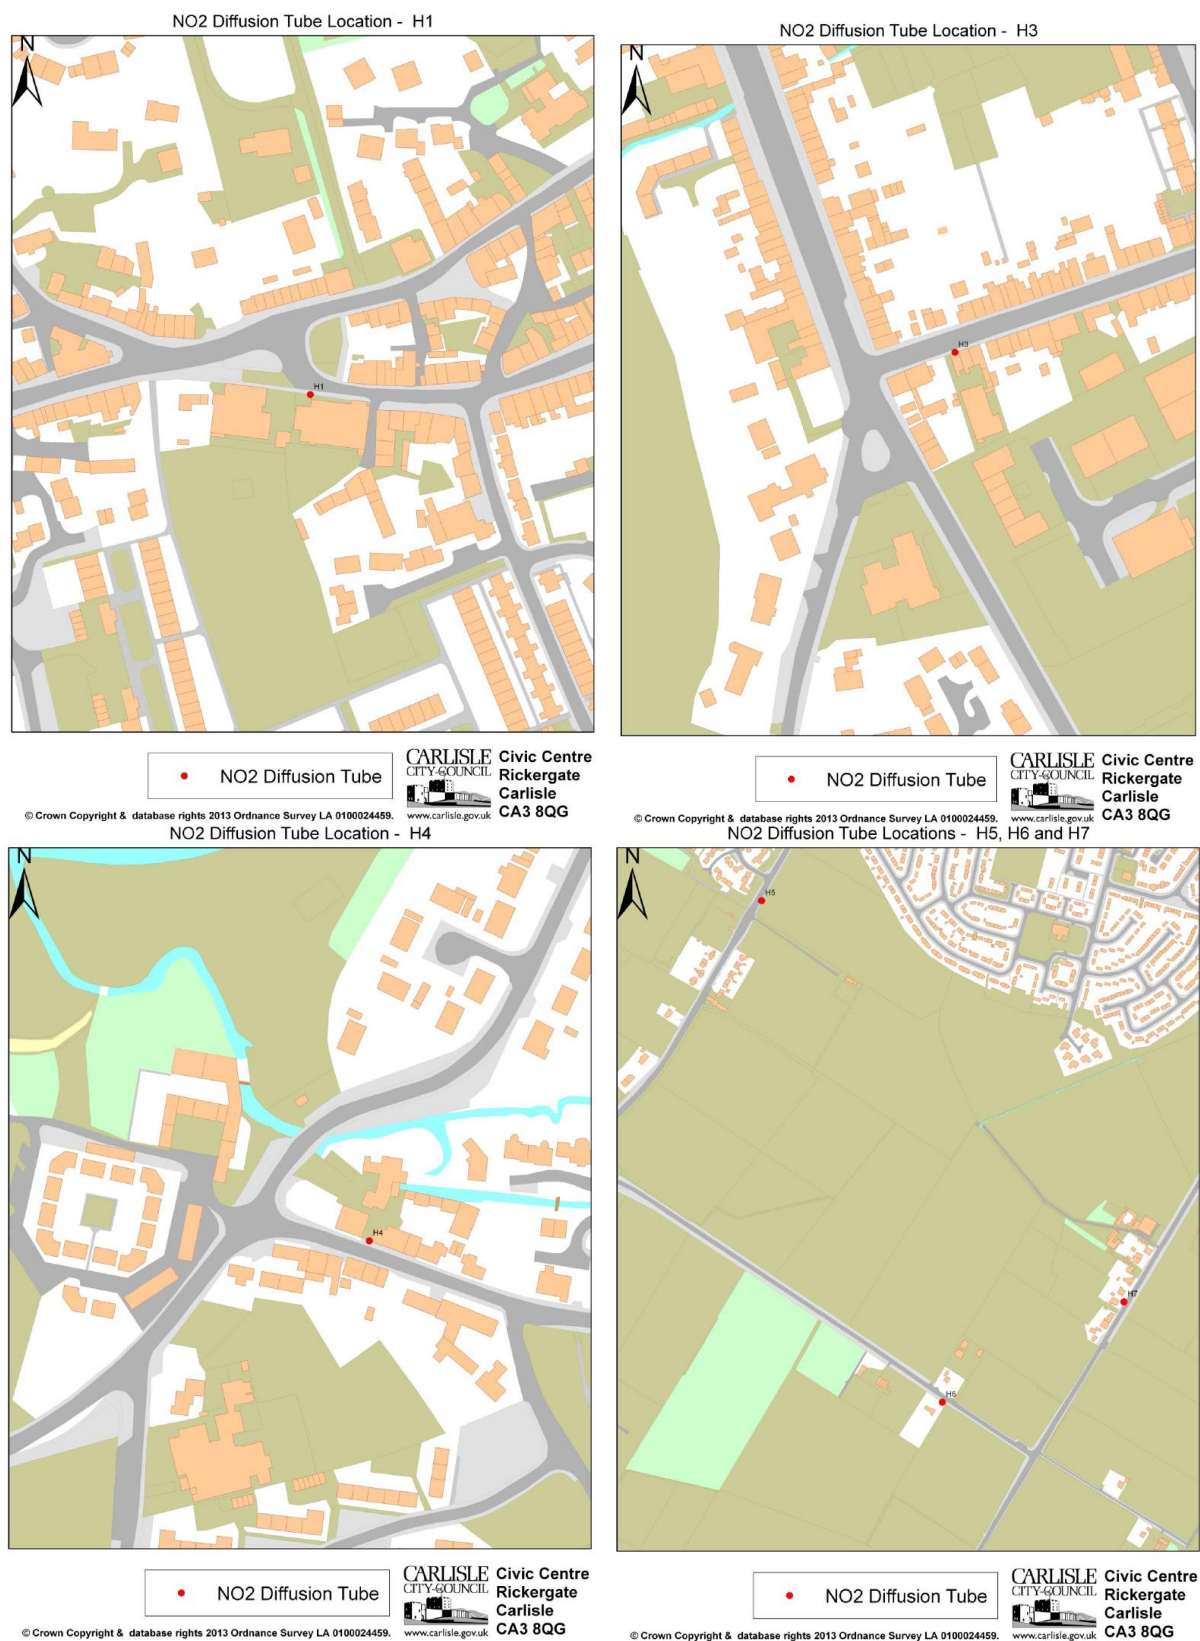 NO2 Diffusion Tube Location - H1
N
H1
NO2 Diffusion Tube
CARLISLE
CITY-COUNCIL
www.carlisle.gov.uk
Civic Centre
Rickergate
Carlisle
CA3 8QG
© Crown Copyright & database rights 2013 Ordnance Survey LA 0100024459.
NO2 Diffusion Tube Location - H3
N
H3
NO2 Diffusion Tube
CARLISLE
CITY-COUNCIL
www.carlisle.gov.uk
Civic Centre
Rickergate
Carlisle
CA3 8QG
© Crown Copyright & database rights 2013 Ordnance Survey LA 0100024459.
NO2 Diffusion Tube Location - H4
N
H4
NO2 Diffusion Tube
CARLISLE
CITY-COUNCIL
www.carlisle.gov.uk
Civic Centre
Rickergate
Carlisle
CA3 8QG
© Crown Copyright & database rights 2013 Ordnance Survey LA 0100024459.
NO2 Diffusion Tube Locations - H5, H6 and H7
N
H5
H7
H6
NO2 Diffusion Tube
CARLISLE
CITY-COUNCIL
www.carlisle.gov.uk
Civic Centre
Rickergate
Carlisle
CA3 8QG
© Crown Copyright & database rights 2013 Ordnance Survey LA 0100024459.